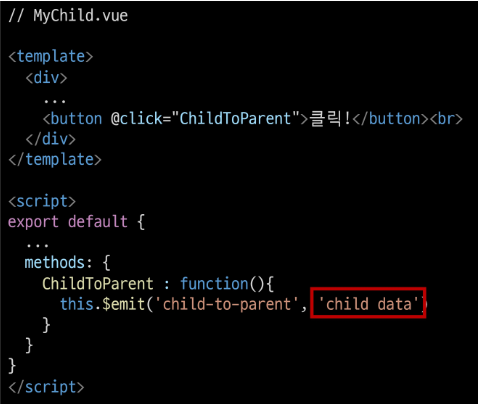 // MyChild.vue
<template>
<div>
...
<button @click="ChildToParent">클릭!</button><br>
</div>
</template>
<script>
export default {
...
methods: {
ChildToParent : function(){
this.$emit('child-to-parent', 'child data')
}
}
}
</script>